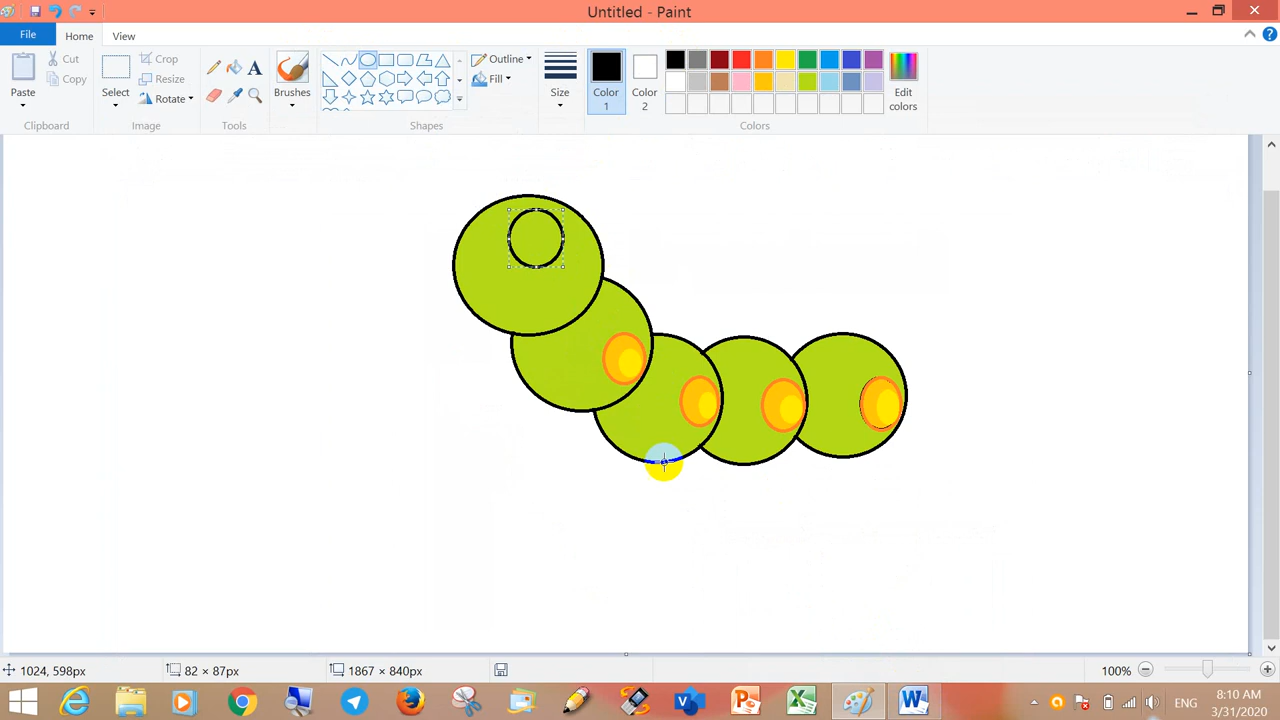 Untitled - Paint
File Home View
Paste Cut Copy Select Crop Resize Rotate Brushes Outline Fill Size Color 1 Color 2 Edit colors
Clipboard Image Tools Shapes Colors
1024, 598px 82 × 87px 1867 × 840px 100%
ENG 8:10 AM
3/31/2020